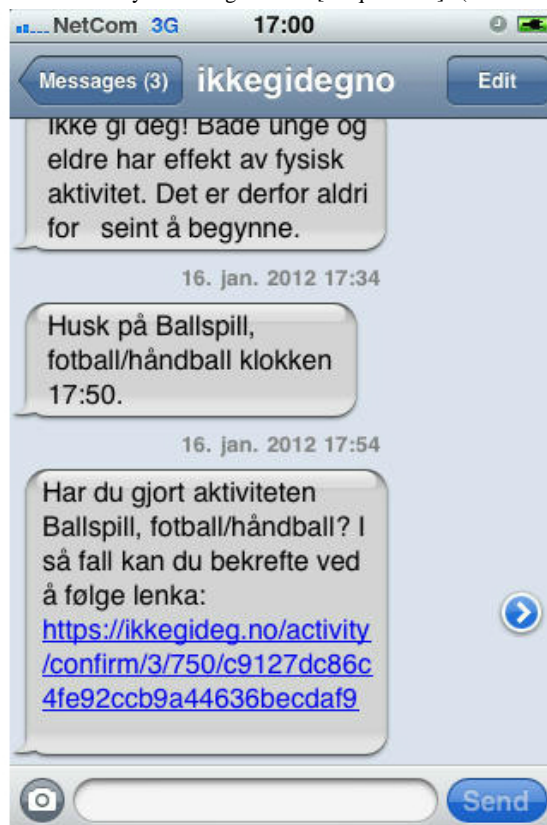 NetCom 3G 17:00
Messages (3) ikkegidegno Edit
Ikke gi deg! Både unge og
eldre har effekt av fysisk
aktivitet. Det er derfor aldri
for seint å begynne.
16. jan. 2012 17:34
Husk på Ballspill,
fotball/håndball klokken
17:50.
16. jan. 2012 17:54
Har du gjort aktiviteten
Ballspill, fotball/håndball? I
så fall kan du bekrefte ved
å følge lenka:
https://ikkegideg.no/activity
/confirm/3/750/c9127dc86c
4fe92ccb9a44636becdaf9
Send